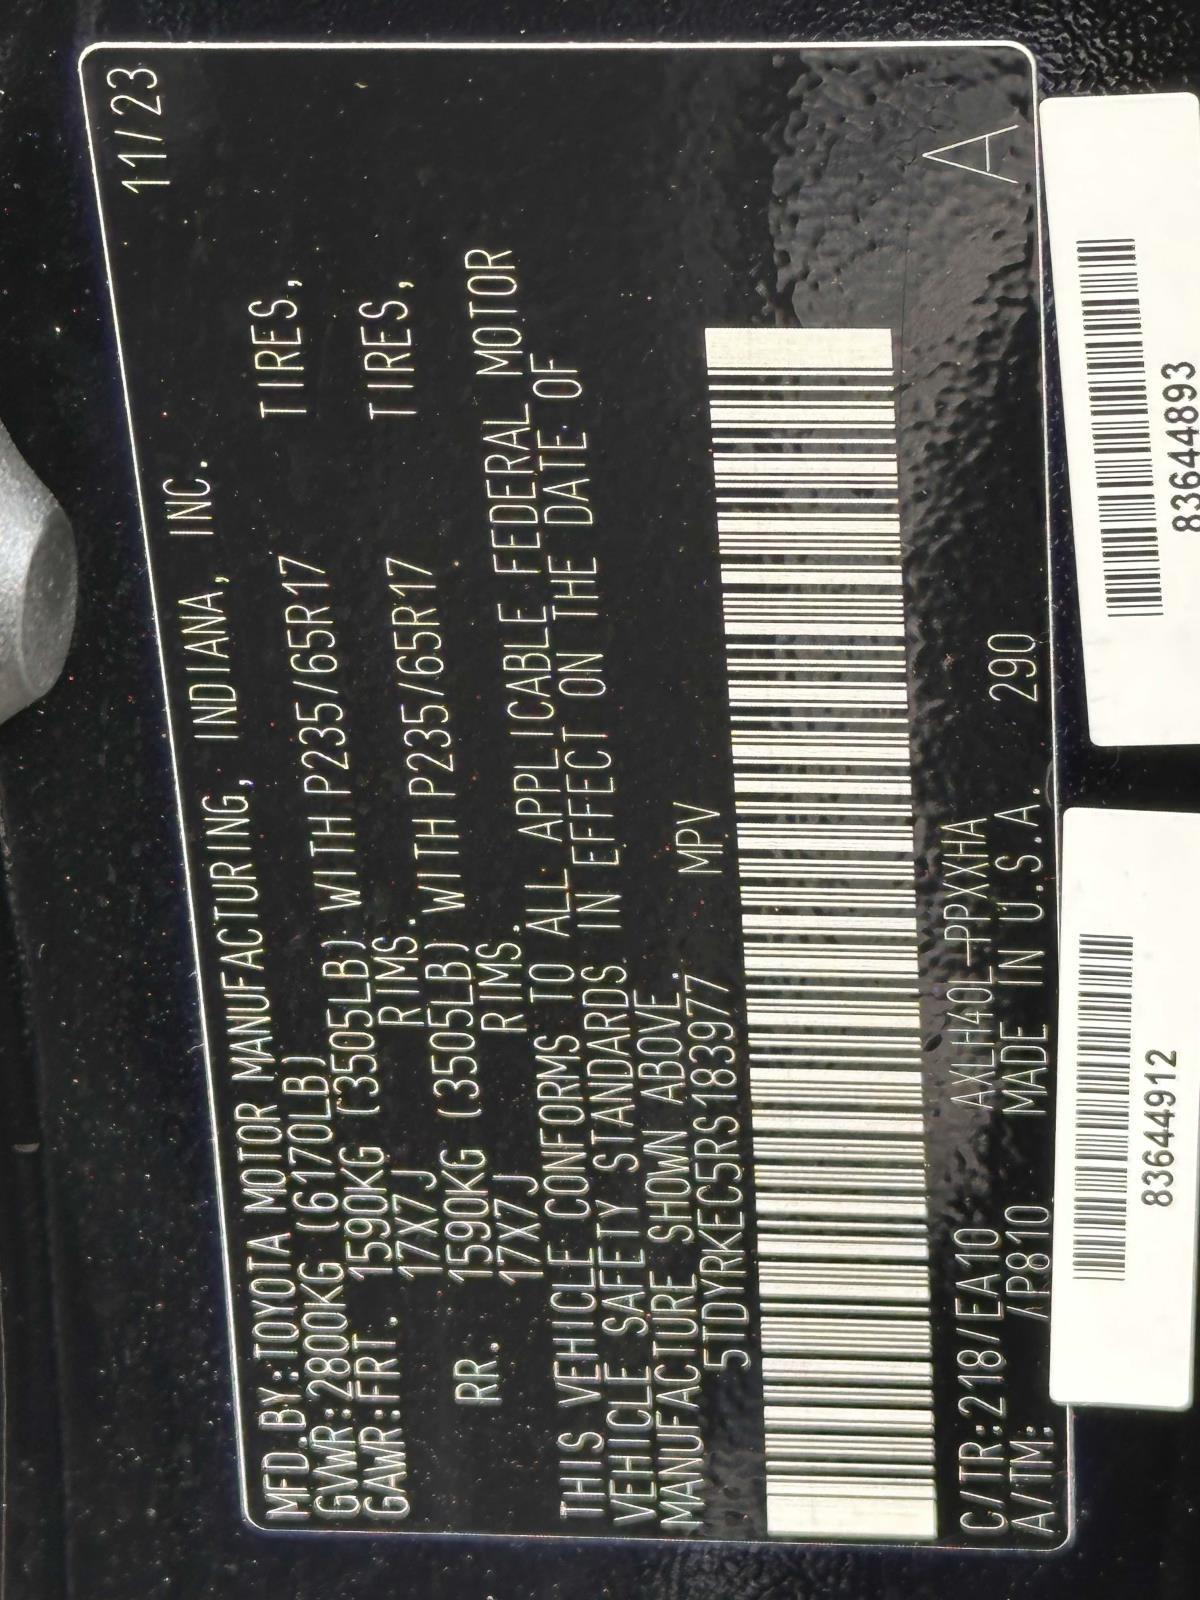 11/23
MFD.BY:TOYOTA MOTOR MANUFACTURING, INDIANA, INC.
GVWR:2800KG (6170LB)
GAWR:FRT. 1590KG (3505LB) WITH P235/65R17 TIRES,
17X7J RIMS.
RR. 1590KG (3505LB) WITH P235/65R17 TIRES,
17X7J RIMS.
THIS VEHICLE CONFORMS TO ALL APPLICABLE FEDERAL MOTOR
VEHICLE SAFETY STANDARDS IN EFFECT ON THE DATE OF
MANUFACTURE SHOWN ABOVE.
5TDYRKEC5RS183977 MPV
A
C/TR:218/EA10 AXLH40L-PPXXHA
A/TM: /P810 MADE IN U.S.A. 290
83644912
83644893